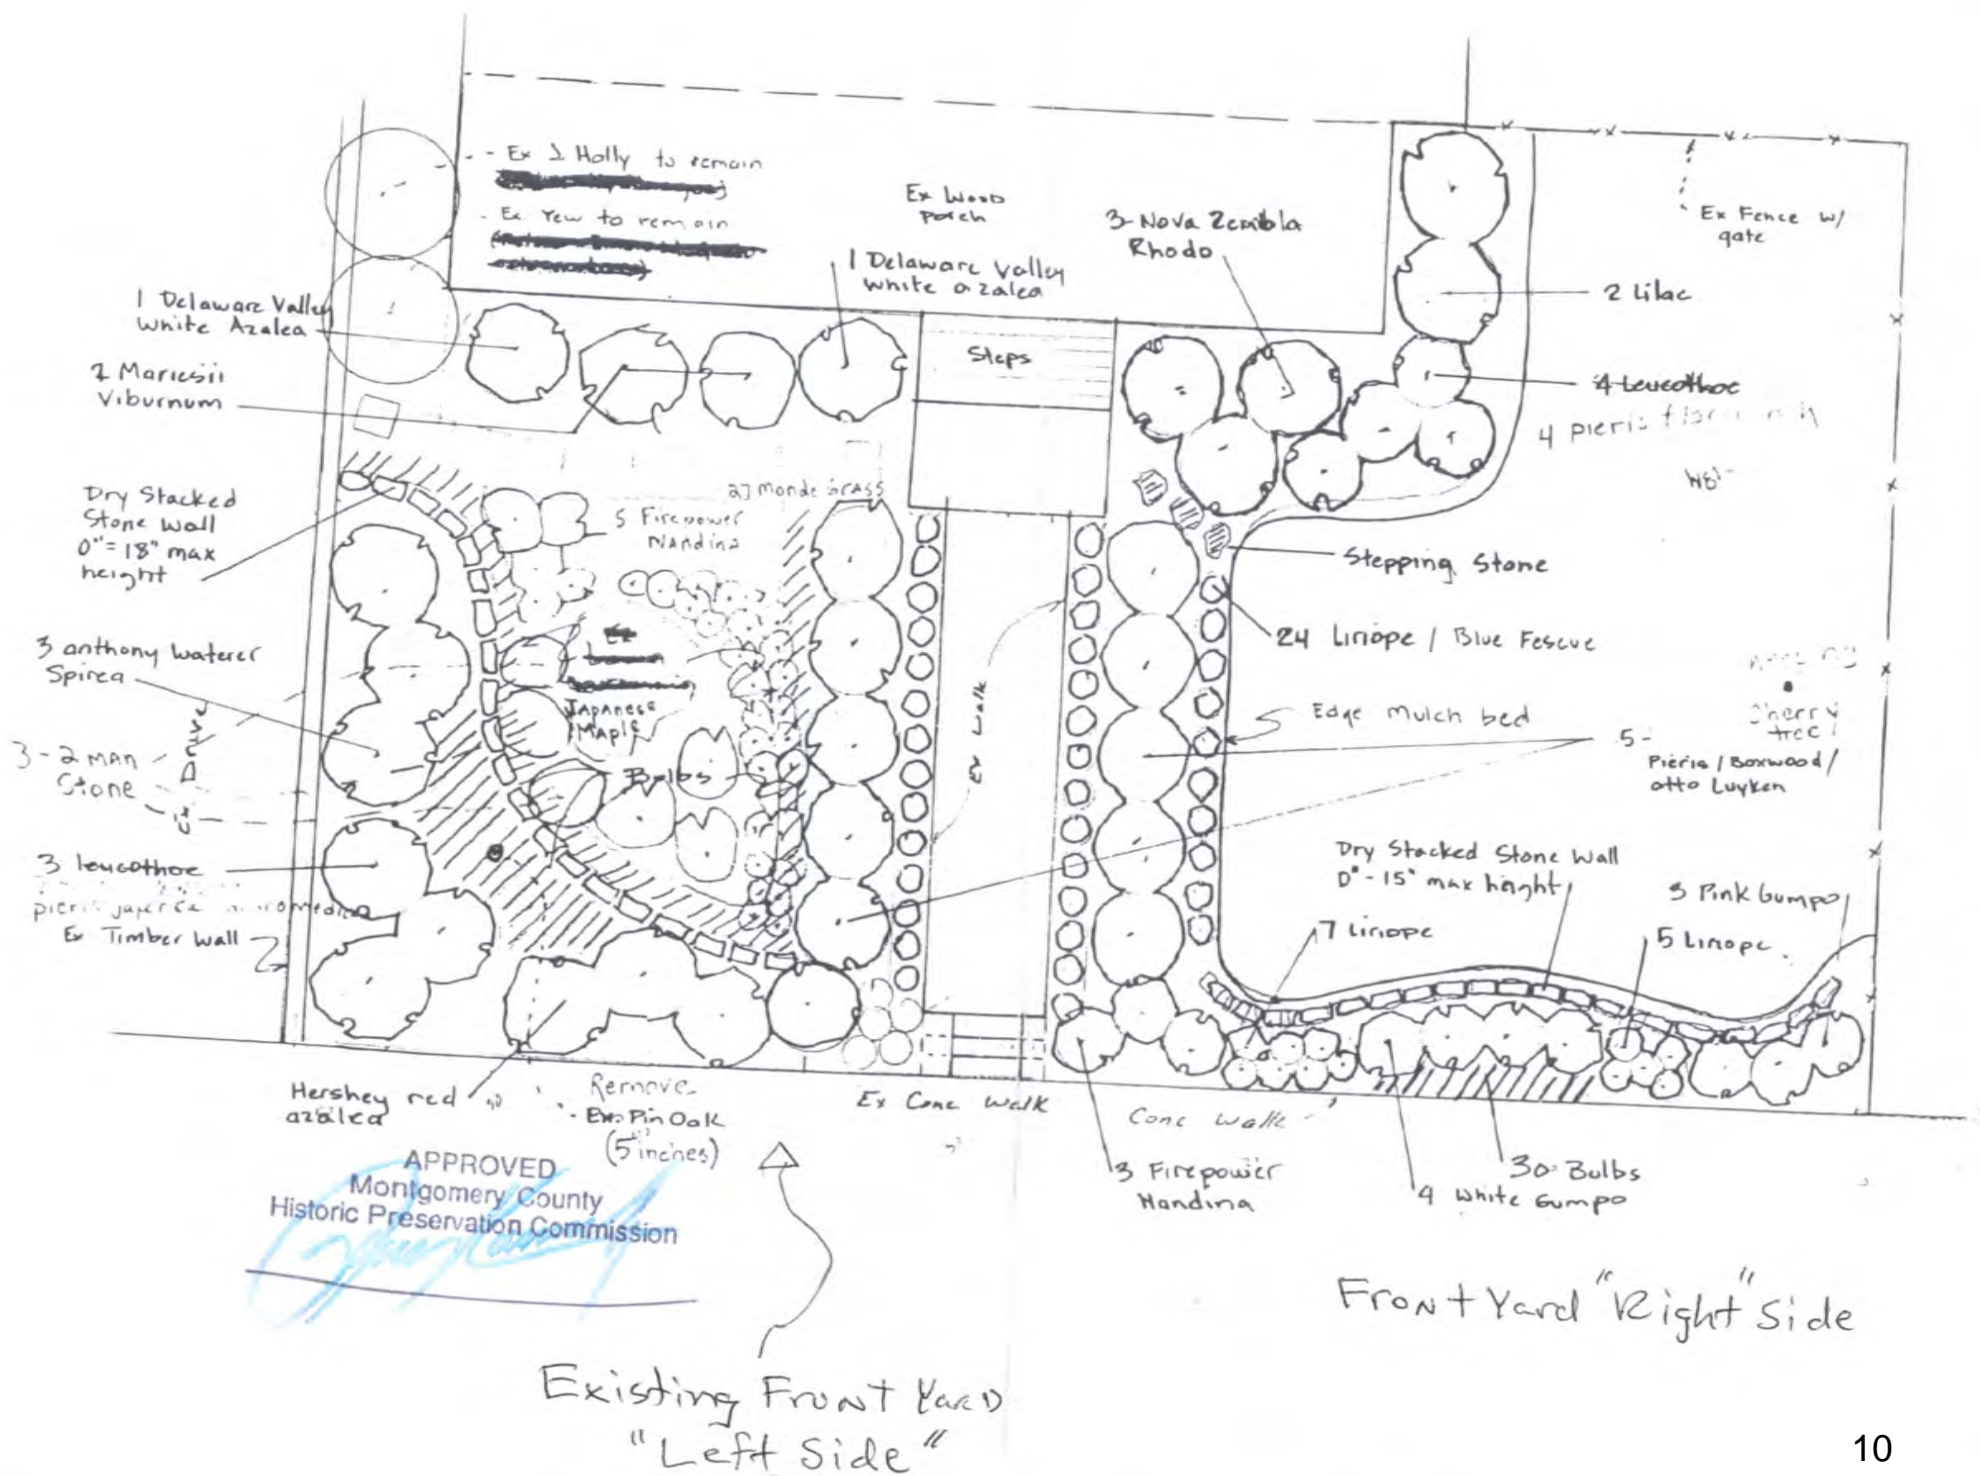 - Ex I Holly to remain
- Ex Yew to remain
Ex Wood
Porch
3-Nova Zembla
Rhodo
Ex Fence w/
gate
1 Delaware Valley
White Azalea
1 Delaware Valley
white azalea
2 Lilac
Steps
2 Mariesii
Viburnum
4 Leucothoe
4 pieris
Dry Stacked
Stone Wall
0"=18" max
height
27 monde GRASS
5 Firepower
NANDINA
Stepping Stone
24 Liriope / Blue Fescue
3 anthony Waterer
Spirea
JAPANESE
MAPLE
Ex Walk
Edge mulch bed
Cherry
tree
5-
Pieris / Boxwood /
otto Luyken
3-2 MAN
Stone
Ex Drive
Bulbs
3 leucothoe
Ex Timber Wall
Dry Stacked Stone Wall
0"-15" max height
3 Pink Gumpo
7 Liriope
5 Liriope
Hershey red
azalea
Remove
- Ex. Pin Oak
(5 inches)
Ex Conc Walk
Conc Walk
3 Firepower
Nandina
30 Bulbs
4 White Gumpo
APPROVED
Montgomery County
Historic Preservation Commission
Front Yard "Right" Side
Existing Front Yard
"Left Side"
10